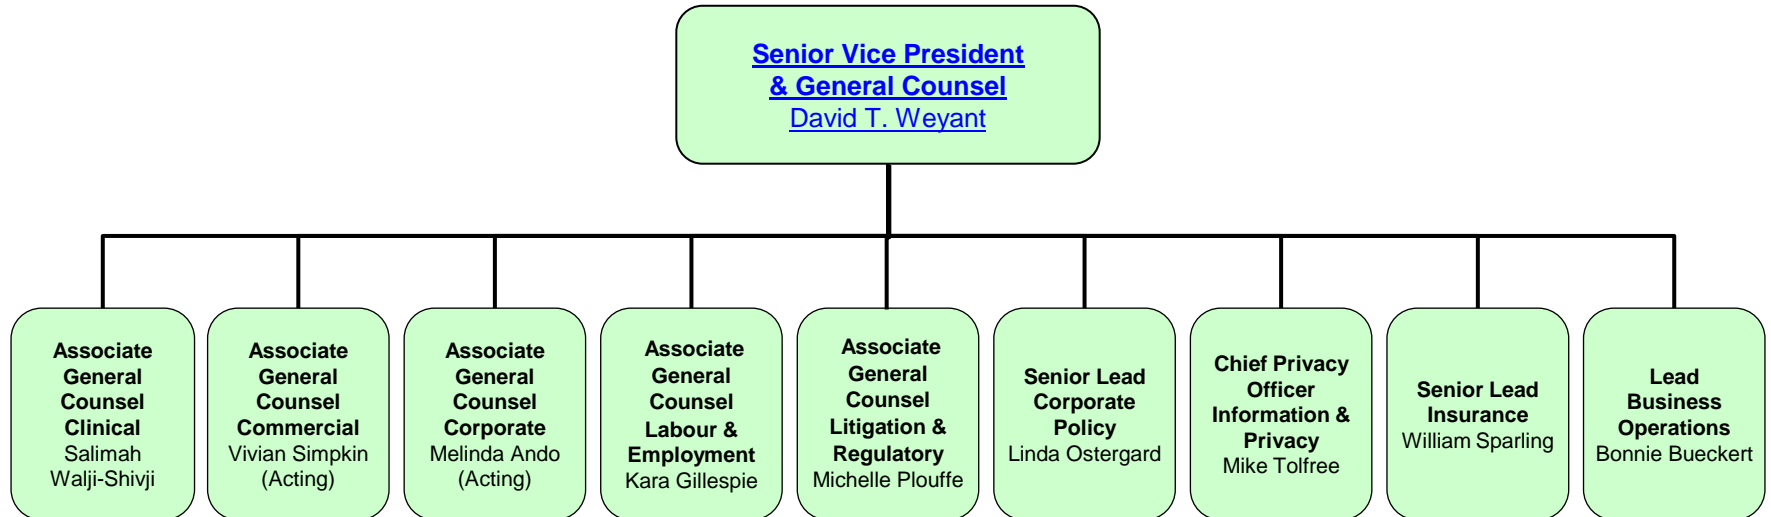 Senior Vice President
& General Counsel
David T. Weyant
Associate
General
Counsel
Clinical
Salimah
Walji-Shivji
Associate
General
Counsel
Commercial
Vivian Simpkin
(Acting)
Associate
General
Counsel
Corporate
Melinda Ando
(Acting)
Associate
General
Counsel
Labour &
Employment
Kara Gillespie
Associate
General
Counsel
Litigation &
Regulatory
Michelle Plouffe
Senior Lead
Corporate
Policy
Linda Ostergard
Chief Privacy
Officer
Information &
Privacy
Mike Tolfree
Senior Lead
Insurance
William Sparling
Lead
Business
Operations
Bonnie Bueckert